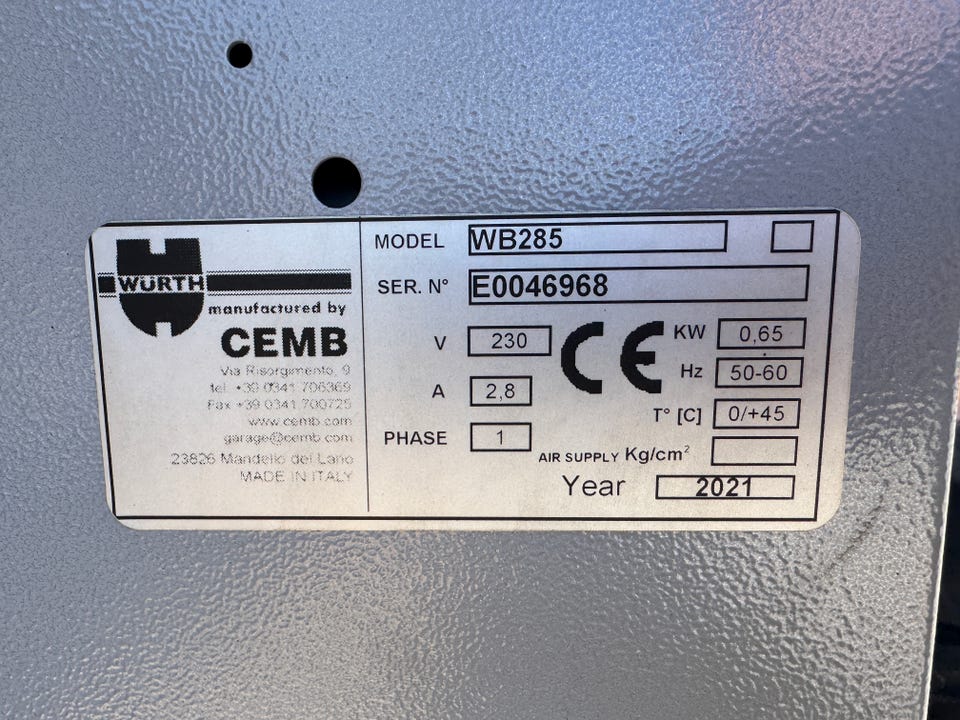 WÜRTH
manufactured by
CEMB
Via Risorgimento, 9
tel. +39 0341 706369
Fax +39 0341 700725
www.cemb.com
garage@cemb.com
23826 Mandello del Lario
MADE IN ITALY
MODEL WB285
SER. N° E0046968
V 230
A 2,8
PHASE 1
CE
KW 0,65
Hz 50-60
T° [C] 0/+45
AIR SUPPLY Kg/cm²
Year 2021